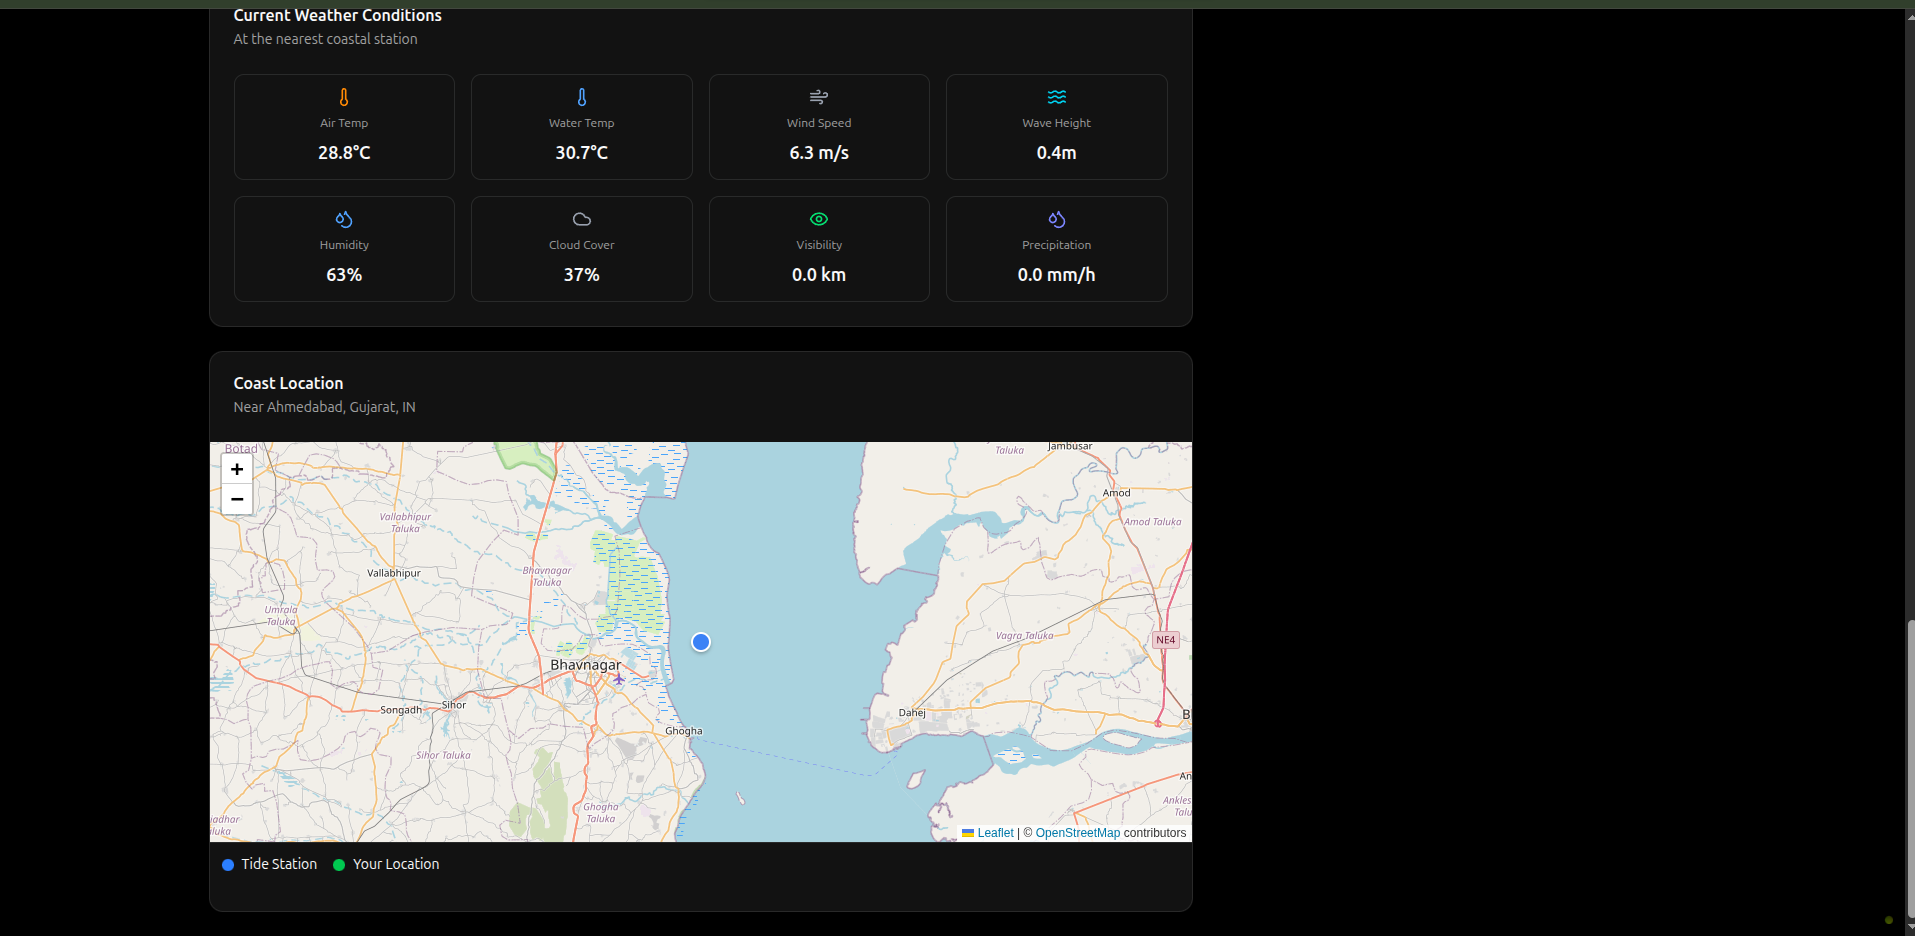 Current Weather Conditions
At the nearest coastal station
Air Temp
28.8°C
Water Temp
30.7°C
Wind Speed
6.3 m/s
Wave Height
0.4m
Humidity
63%
Cloud Cover
37%
Visibility
0.0 km
Precipitation
0.0 mm/h
Coast Location
Near Ahmedabad, Gujarat, IN
+
−
Botad
Taluka
Jambusar
Amod
Vallabhipur
Taluka
Amod Taluka
Vallabhipur
Bhavnagar
Taluka
Umrala
Taluka
Vagra Taluka
NE4
Bhavnagar
Songadh
Sihor
Dahej
B
Ghogha
Sihor Taluka
An
Ghogha
Taluka
Ankles
Talu
iadhar
iluka
Leaflet | © OpenStreetMap contributors
Tide Station
Your Location